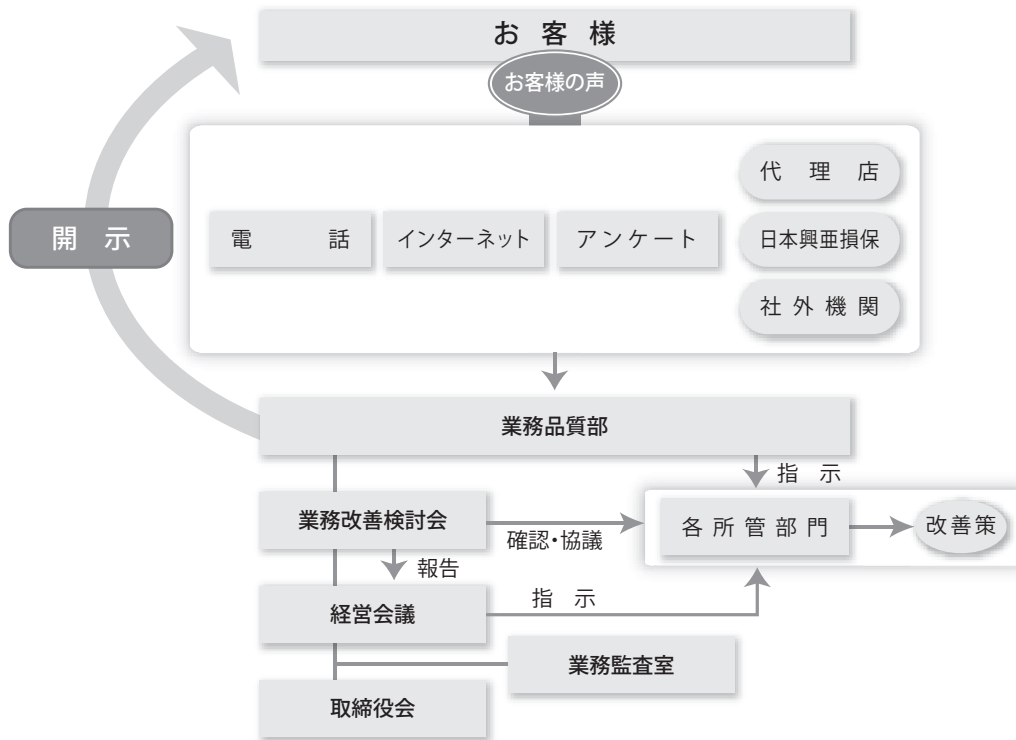 お客様
お客様の声
代理店
開示
電話
インターネット
アンケート
日本興亜損保
社外機関
業務品質部
指示
業務改善検討会
確認・協議
各所管部門
改善策
報告
経営会議
指示
業務監査室
取締役会